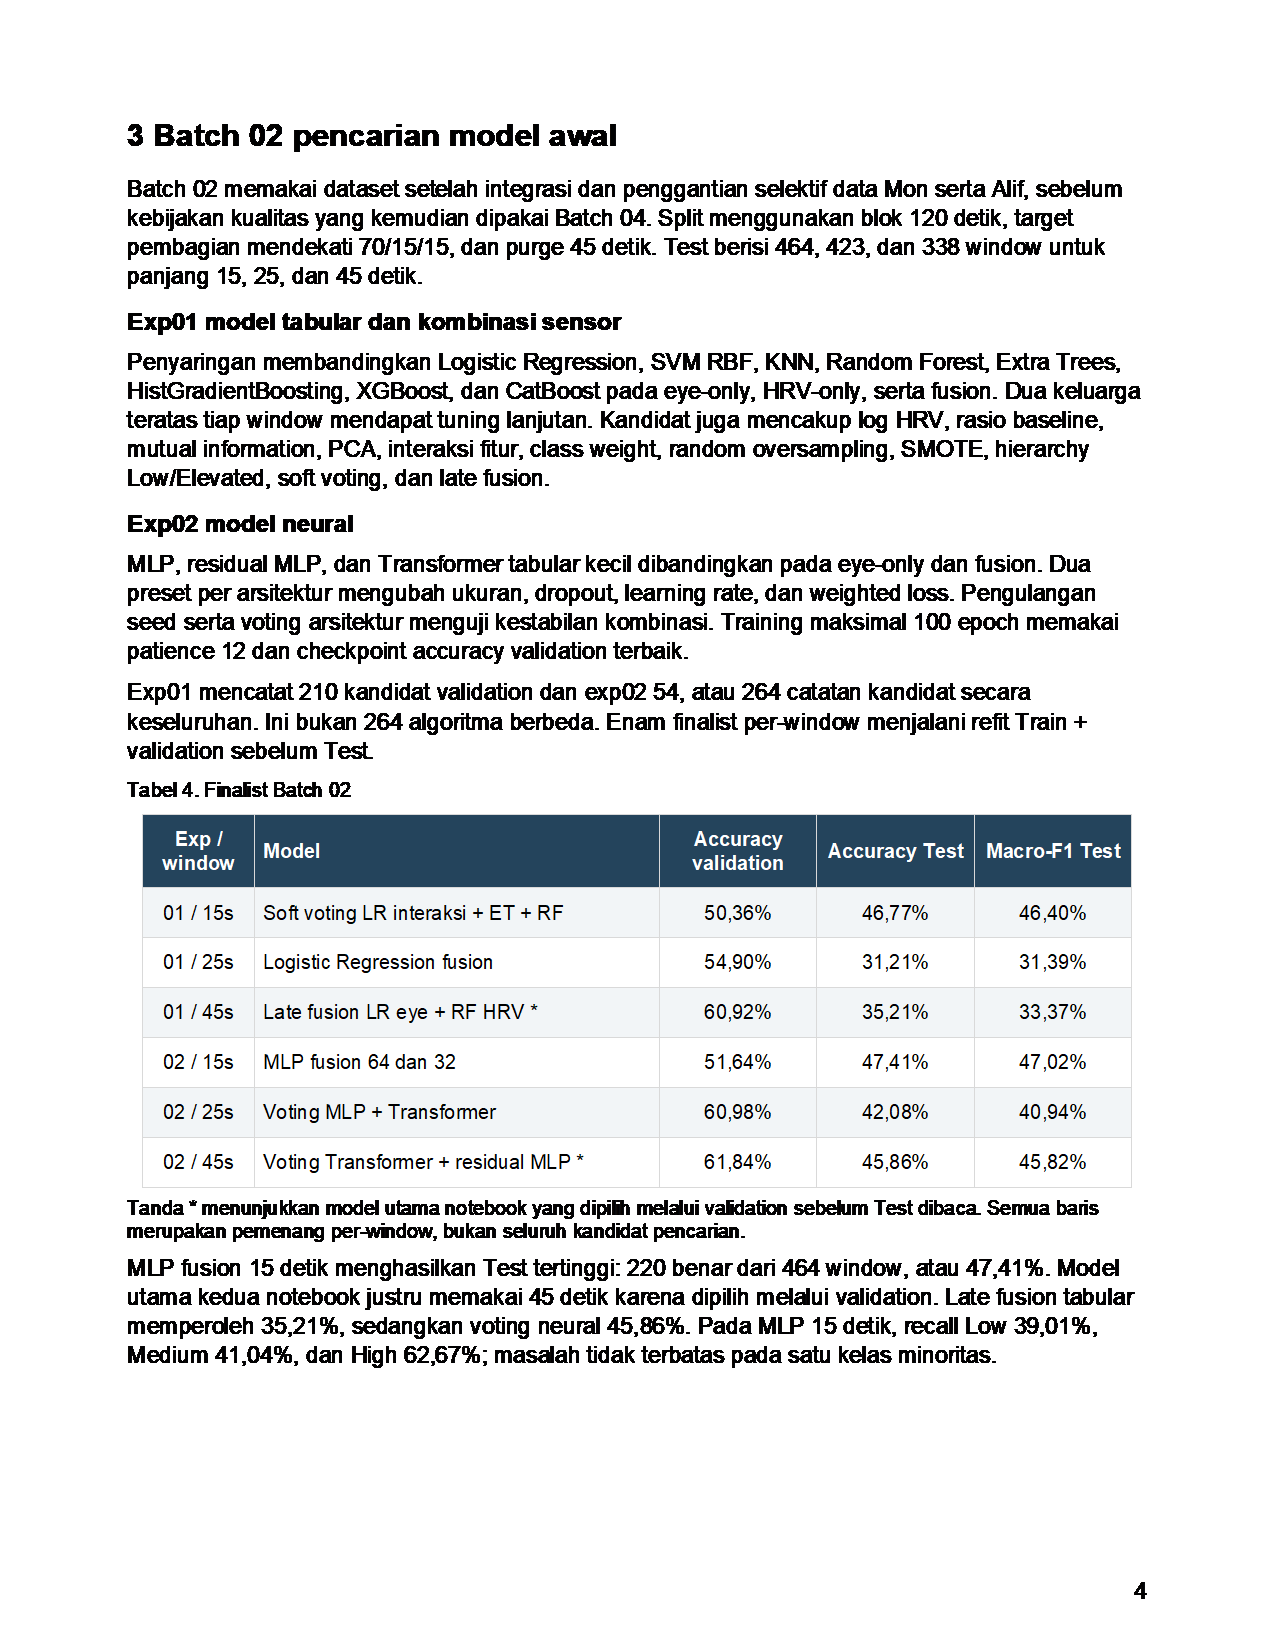 3 Batch 02 pencarian model awal
Batch 02 memakai dataset setelah integrasi dan penggantian selektif data Mon serta Alif, sebelum
kebijakan kualitas yang kemudian dipakai Batch 04. Split menggunakan blok 120 detik, target
pembagian mendekati 70/15/15, dan purge 45 detik. Test berisi 464, 423, dan 338 window untuk
panjang 15, 25, dan 45 detik.
Exp01 model tabular dan kombinasi sensor
Penyaringan membandingkan Logistic Regression, SVM RBF, KNN, Random Forest, Extra Trees,
HistGradientBoosting, XGBoost, dan CatBoost pada eye-only, HRV-only, serta fusion. Dua keluarga
teratas tiap window mendapat tuning lanjutan. Kandidat juga mencakup log HRV, rasio baseline,
mutual information, PCA, interaksi fitur, class weight, random oversampling, SMOTE, hierarchy
Low/Elevated, soft voting, dan late fusion.
Exp02 model neural
MLP, residual MLP, dan Transformer tabular kecil dibandingkan pada eye-only dan fusion. Dua
preset per arsitektur mengubah ukuran, dropout, learning rate, dan weighted loss. Pengulangan
seed serta voting arsitektur menguji kestabilan kombinasi. Training maksimal 100 epoch memakai
patience 12 dan checkpoint accuracy validation terbaik.
Exp01 mencatat 210 kandidat validation dan exp02 54, atau 264 catatan kandidat secara
keseluruhan. Ini bukan 264 algoritma berbeda. Enam finalist per-window menjalani refit Train +
validation sebelum Test.
Tabel 4. Finalist Batch 02
Exp / window Model Accuracy validation Accuracy Test Macro-F1 Test
01 / 15s Soft voting LR interaksi + ET + RF 50,36% 46,77% 46,40%
01 / 25s Logistic Regression fusion 54,90% 31,21% 31,39%
01 / 45s Late fusion LR eye + RF HRV * 60,92% 35,21% 33,37%
02 / 15s MLP fusion 64 dan 32 51,64% 47,41% 47,02%
02 / 25s Voting MLP + Transformer 60,98% 42,08% 40,94%
02 / 45s Voting Transformer + residual MLP * 61,84% 45,86% 45,82%
Tanda * menunjukkan model utama notebook yang dipilih melalui validation sebelum Test dibaca. Semua baris
merupakan pemenang per-window, bukan seluruh kandidat pencarian.
MLP fusion 15 detik menghasilkan Test tertinggi: 220 benar dari 464 window, atau 47,41%. Model
utama kedua notebook justru memakai 45 detik karena dipilih melalui validation. Late fusion tabular
memperoleh 35,21%, sedangkan voting neural 45,86%. Pada MLP 15 detik, recall Low 39,01%,
Medium 41,04%, dan High 62,67%; masalah tidak terbatas pada satu kelas minoritas.
4